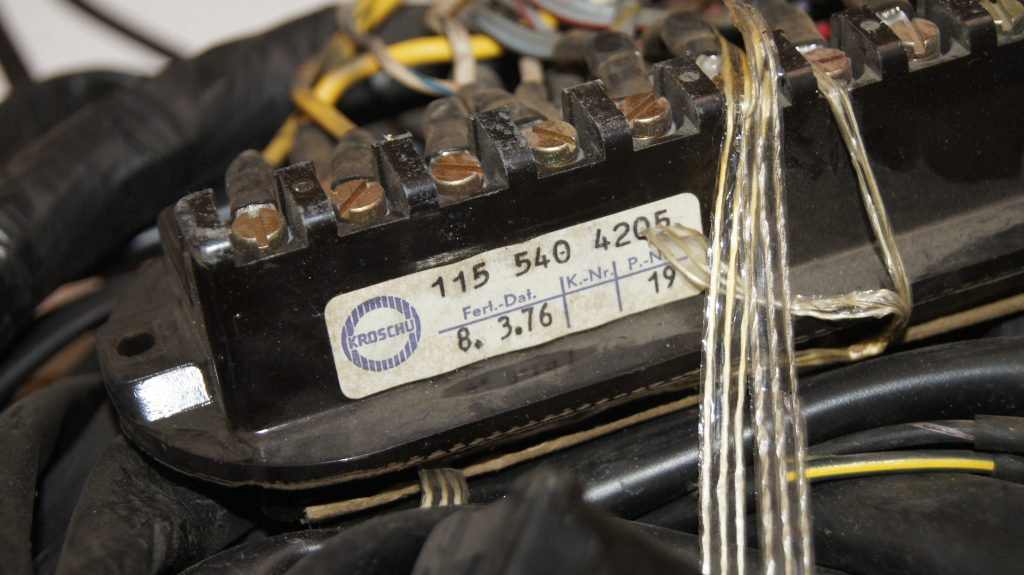 115 540 4205
KROSCHU
Fert.-Dat. K.-Nr. P.-N
8. 3.76 19